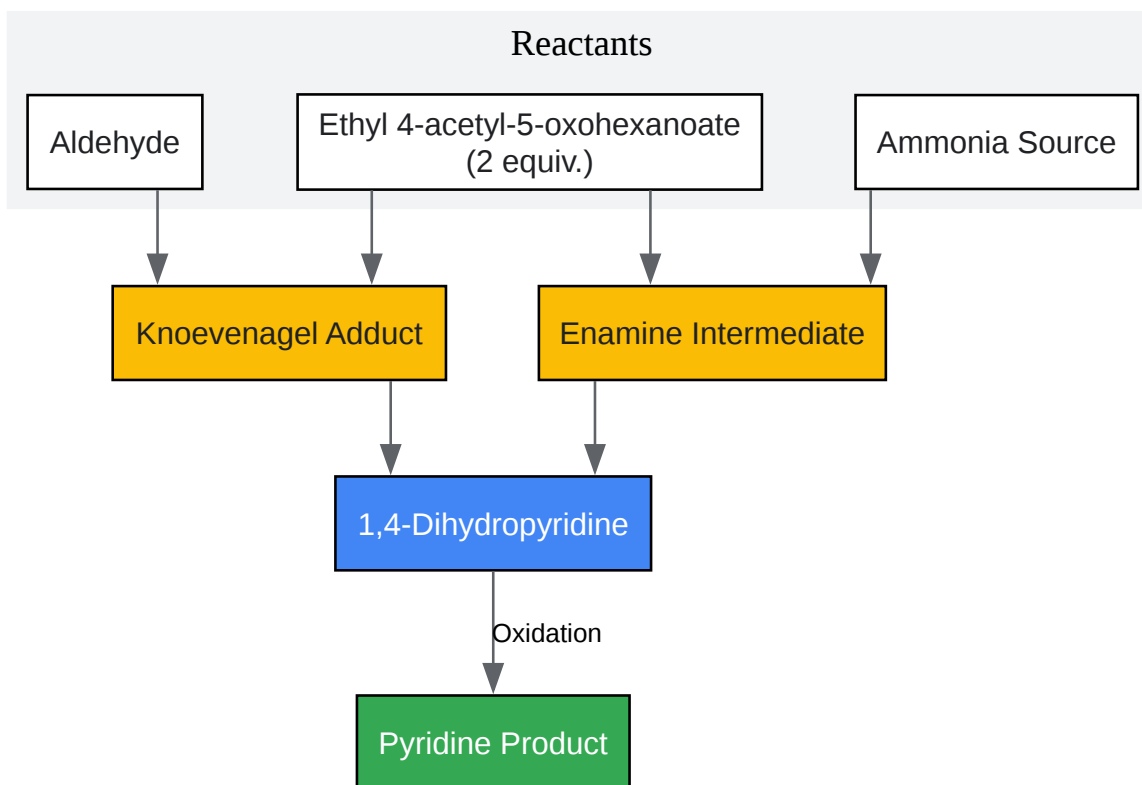 Reactants
Aldehyde
Ethyl 4-acetyl-5-oxohexanoate
(2 equiv.)
Ammonia Source
Knoevenagel Adduct
Enamine Intermediate
1,4-Dihydropyridine
Oxidation
Pyridine Product